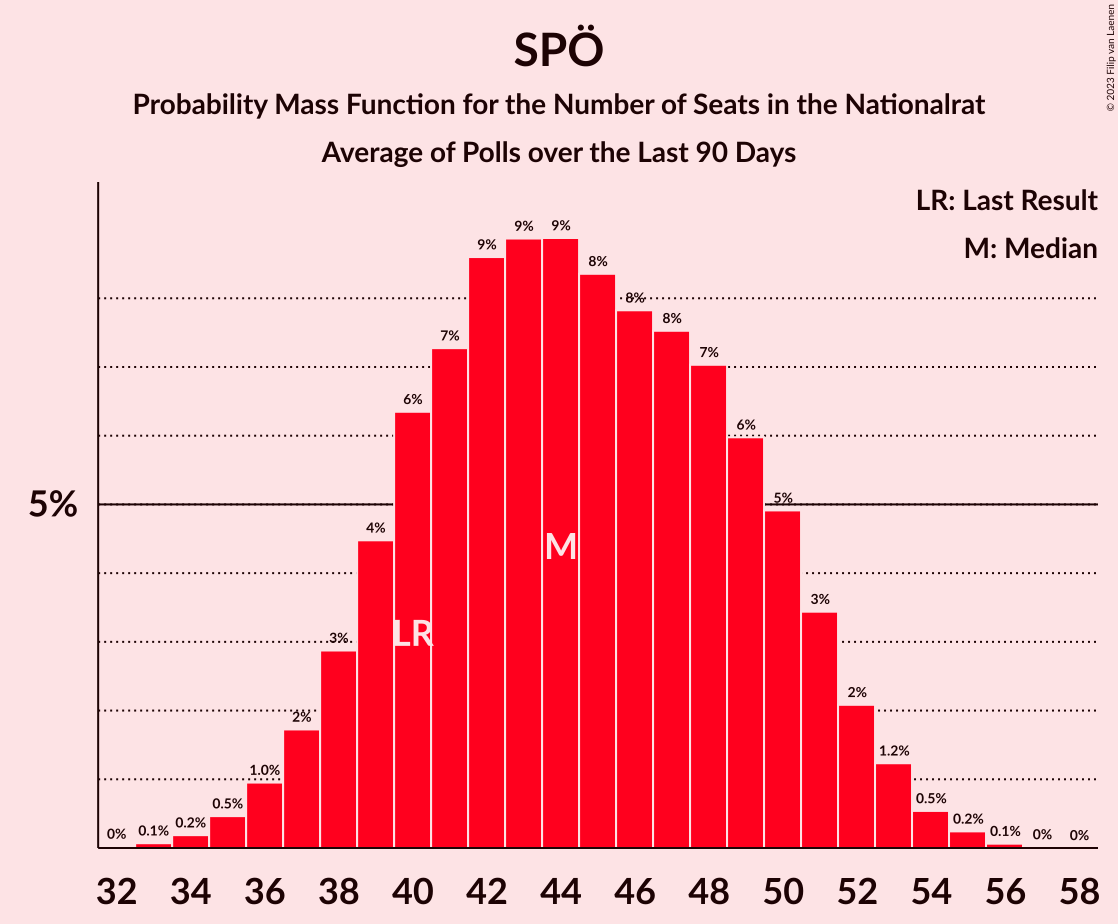 SPÖ
Probability Mass Function for the Number of Seats in the Nationalrat
Average of Polls over the Last 90 Days
© 2023 Filip van Laenen
LR: Last Result
M: Median
5%
0% 0.1% 0.2% 0.5% 1.0% 2% 3% 4% 6% 7% 9% 9% 9% 8% 8% 8% 7% 6% 5% 3% 2% 1.2% 0.5% 0.2% 0.1% 0% 0%
LR
M
32 34 36 38 40 42 44 46 48 50 52 54 56 58